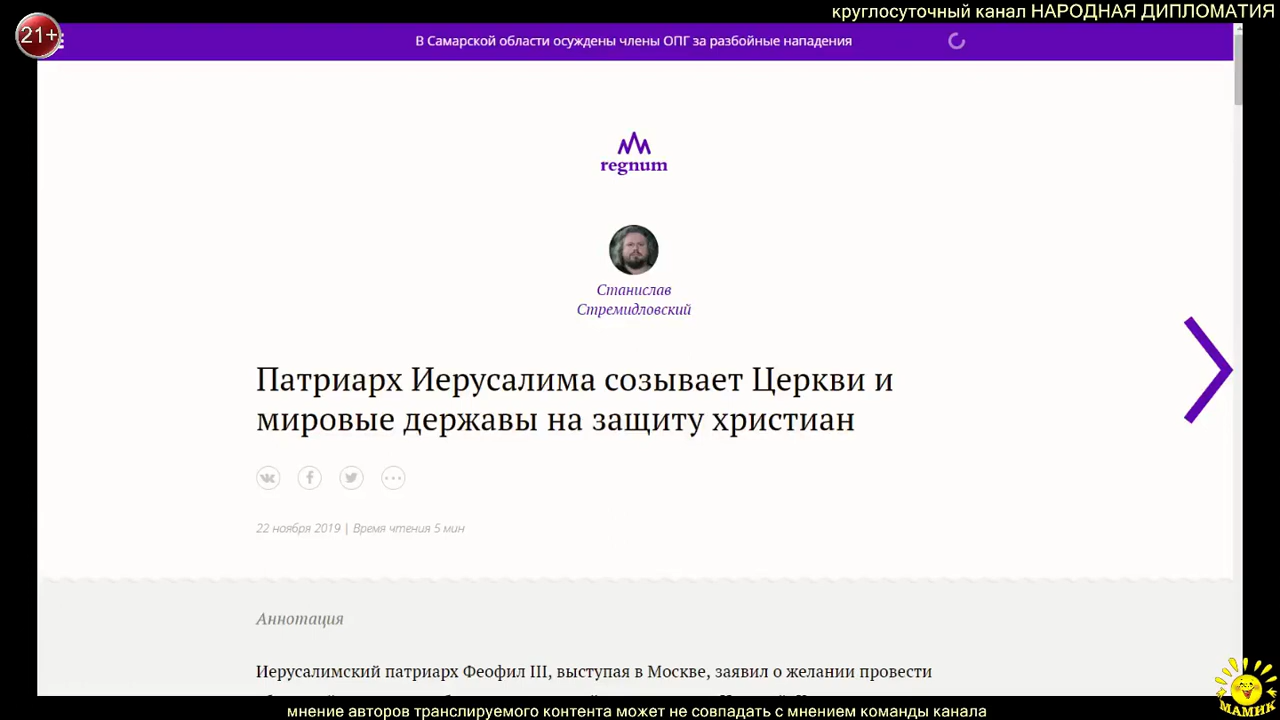 круглосуточный канал НАРОДНАЯ ДИПЛОМАТИЯ
21+
В Самарской области осуждены члены ОПГ за разбойные нападения
regnum
Станислав
Стремидловский
Патриарх Иерусалима созывает Церкви и
мировые державы на защиту христиан
22 ноября 2019 | Время чтения 5 мин
Аннотация
Иерусалимский патриарх Феофил III, выступая в Москве, заявил о желании провести
МАМИК
мнение авторов транслируемого контента может не совпадать с мнением команды канала